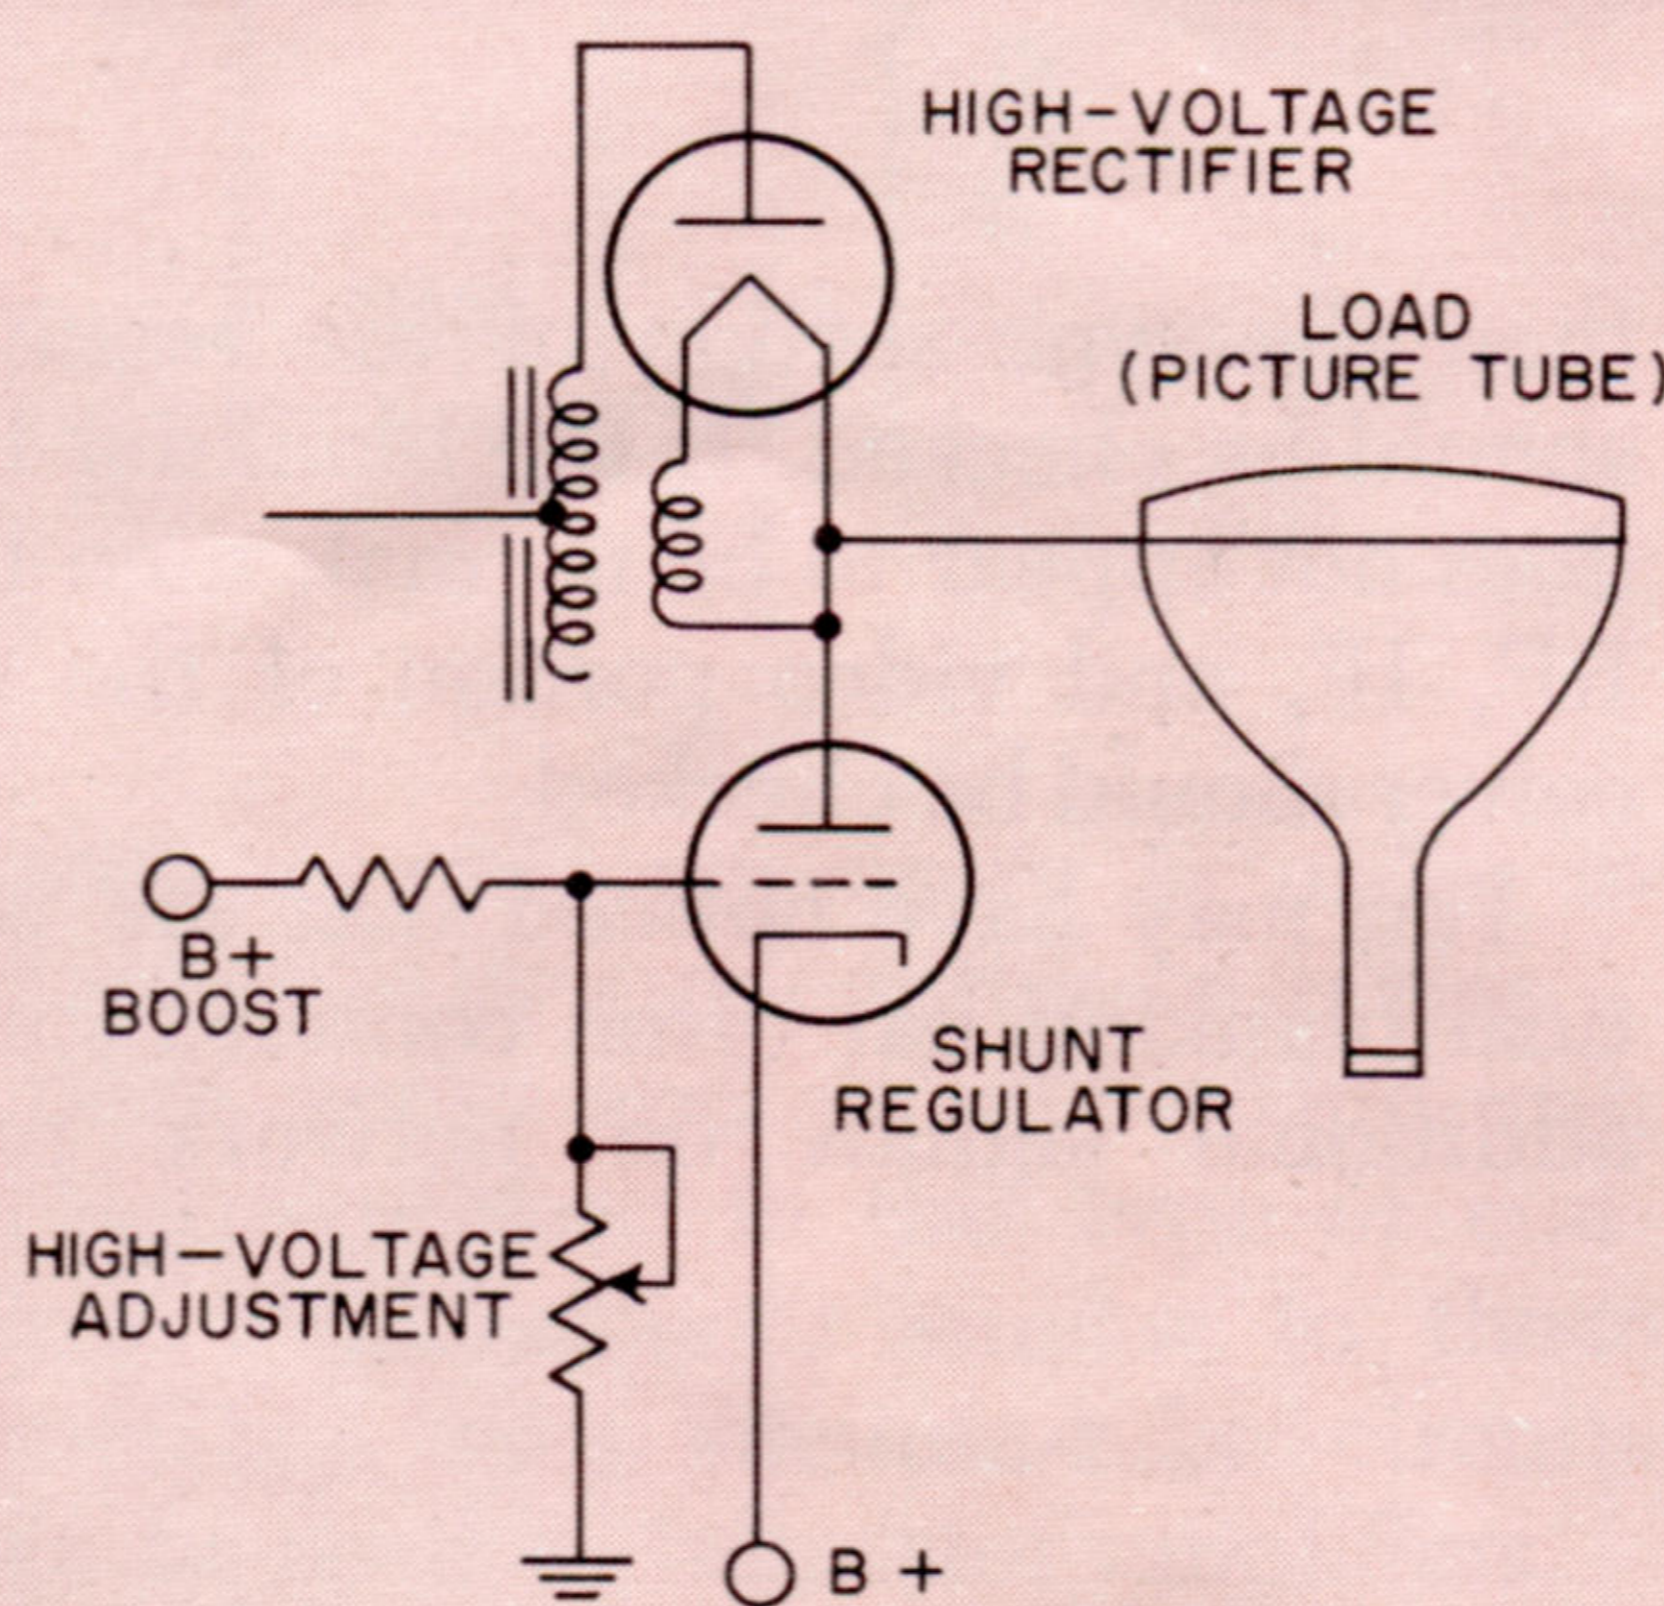 HIGH-VOLTAGE
RECTIFIER
LOAD
(PICTURE TUBE)
B+
BOOST
SHUNT
REGULATOR
HIGH-VOLTAGE
ADJUSTMENT
B +